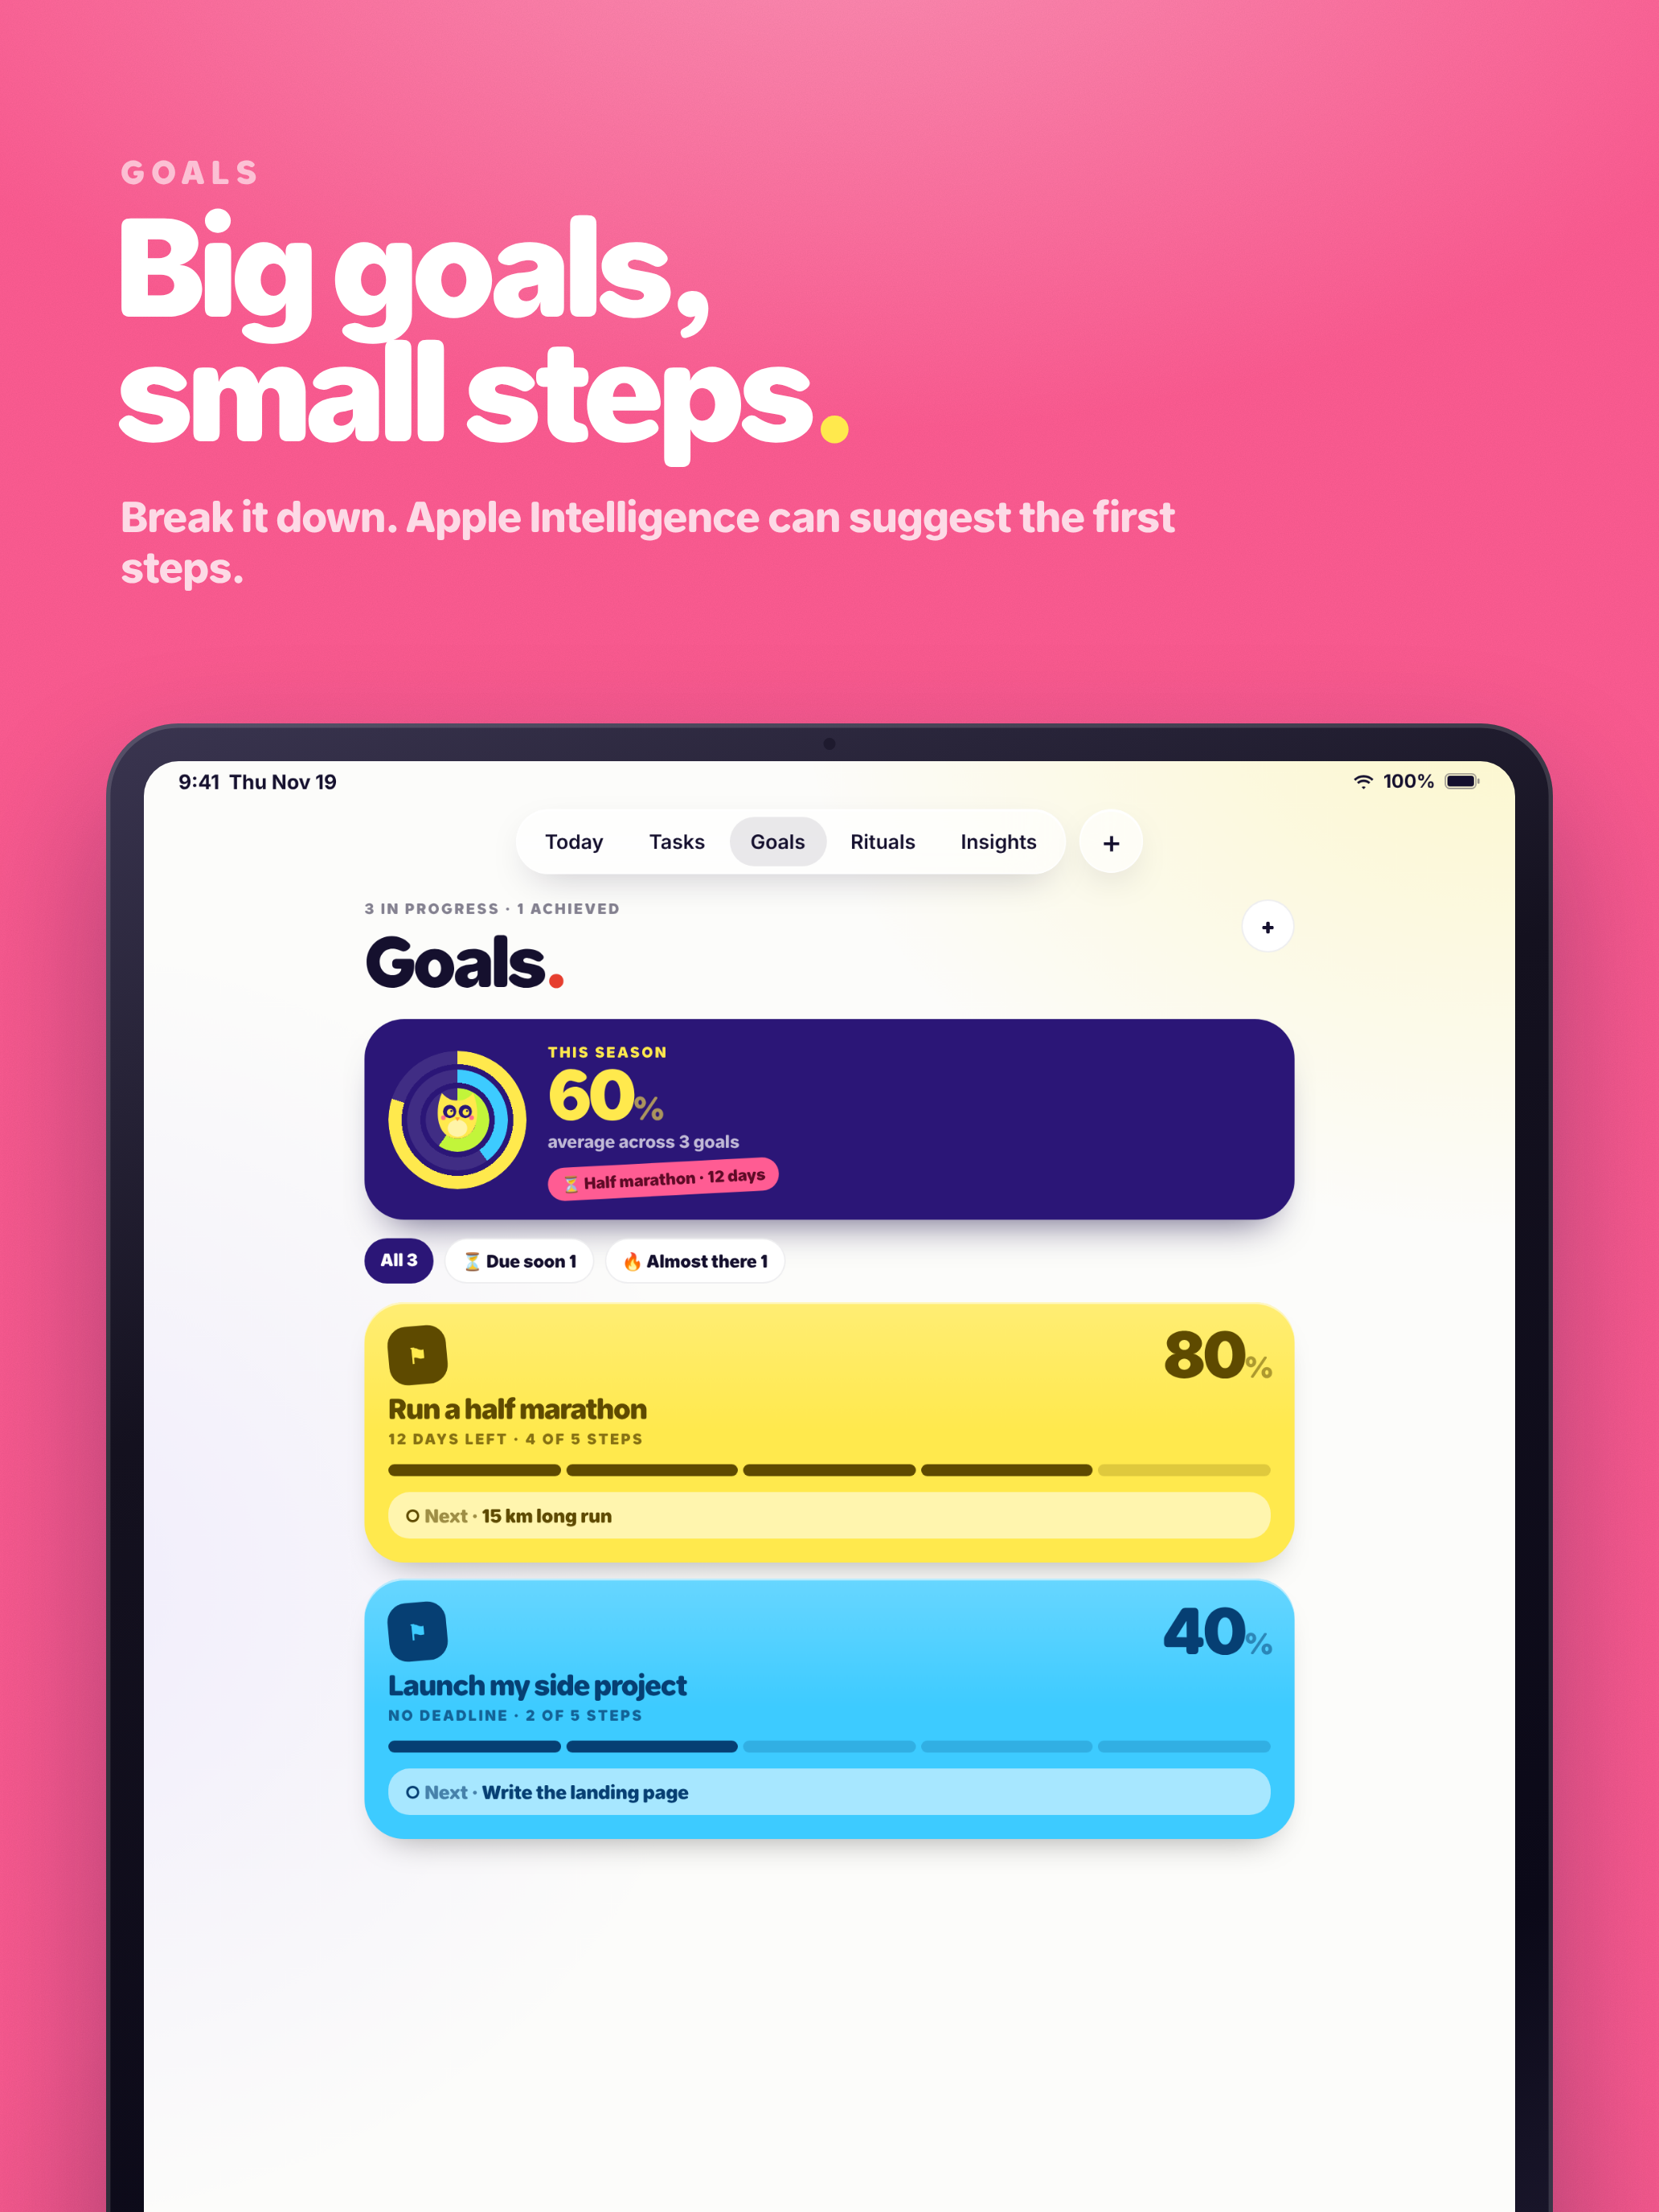 GOALS
Big goals,
small steps.
Break it down. Apple Intelligence can suggest the first
steps.
9:41 Thu Nov 19
100%
Today Tasks Goals Rituals Insights +
3 IN PROGRESS · 1 ACHIEVED
+
Goals.
THIS SEASON
60%
average across 3 goals
⏳ Half marathon · 12 days
All 3 ⏳ Due soon 1 🔥 Almost there 1
80%
Run a half marathon
12 DAYS LEFT · 4 OF 5 STEPS
Next · 15 km long run
40%
Launch my side project
NO DEADLINE · 2 OF 5 STEPS
Next · Write the landing page